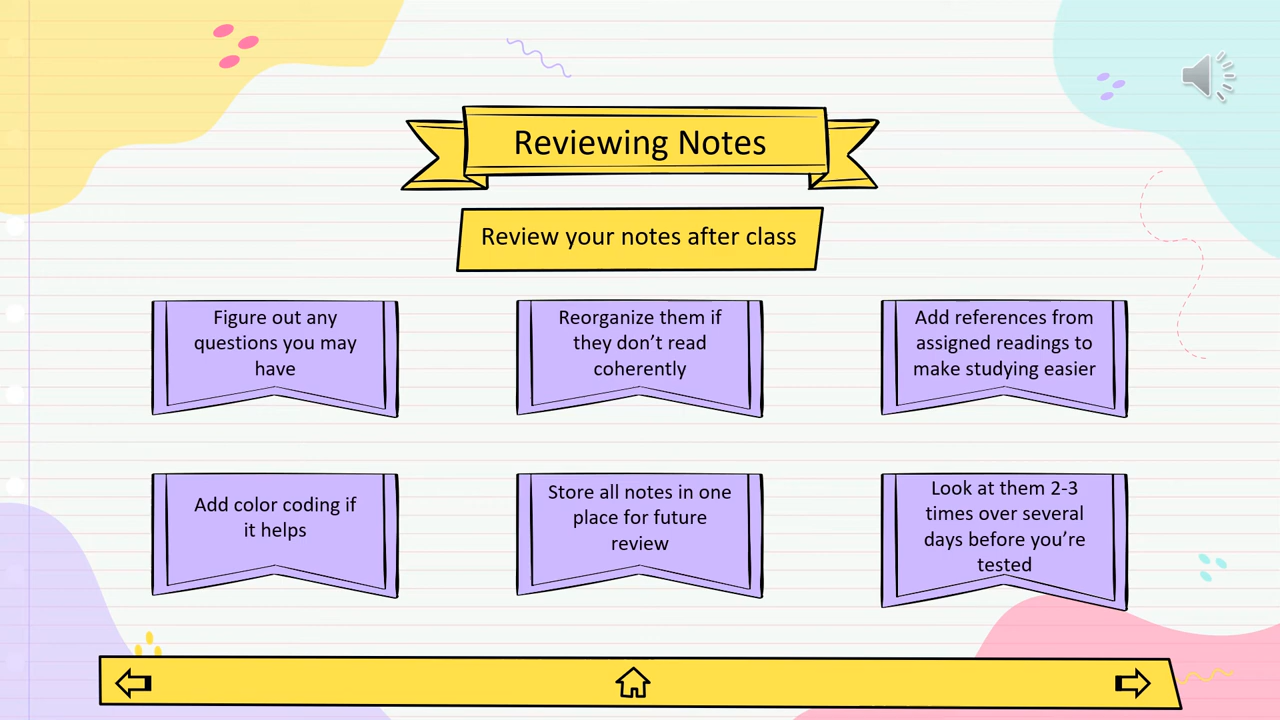 Reviewing Notes
Review your notes after class
Figure out any
questions you may
have
Reorganize them if
they don’t read
coherently
Add references from
assigned readings to
make studying easier
Add color coding if
it helps
Store all notes in one
place for future
review
Look at them 2-3
times over several
days before you’re
tested